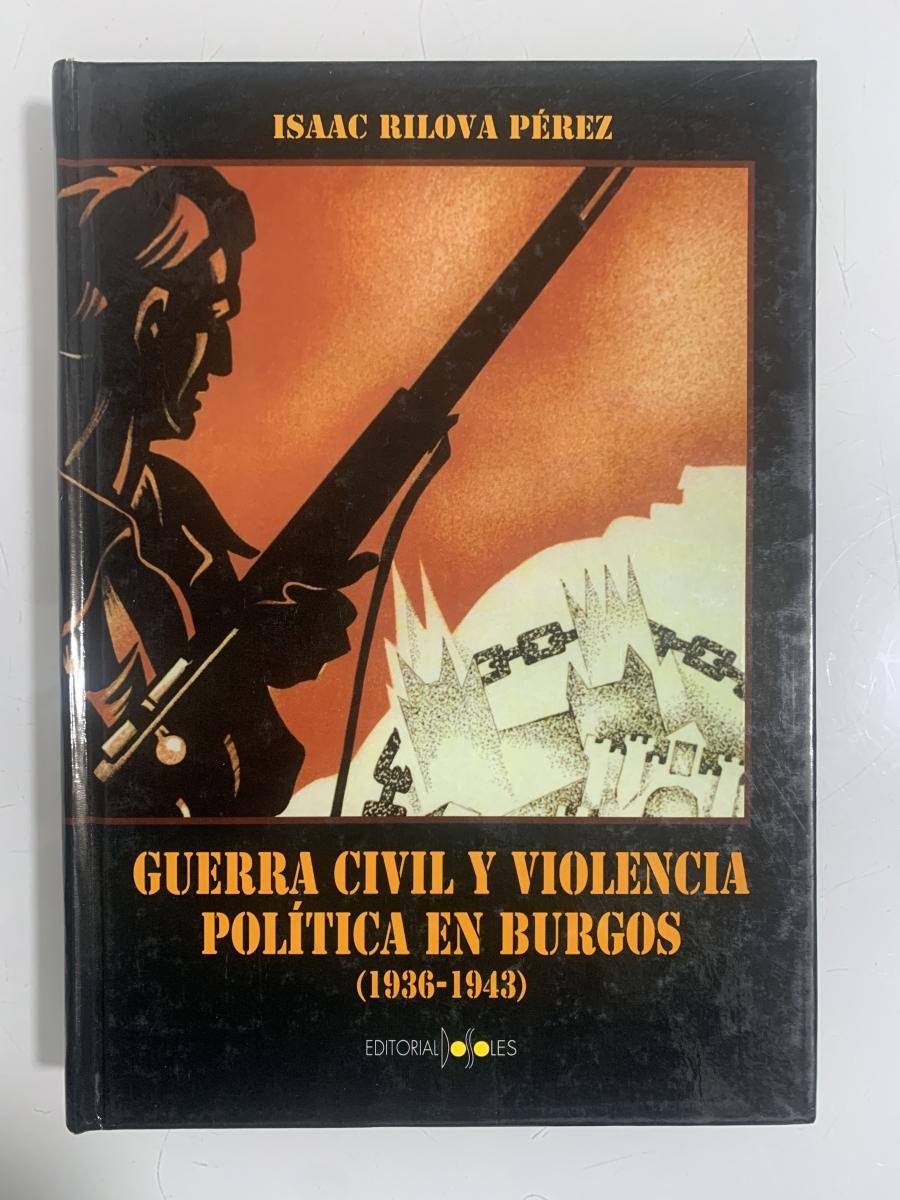 ISAAC RILOVA PÉREZ
GUERRA CIVIL Y VIOLENCIA
POLÍTICA EN BURGOS
(1936-1943)
EDITORIAL DOSSOLES